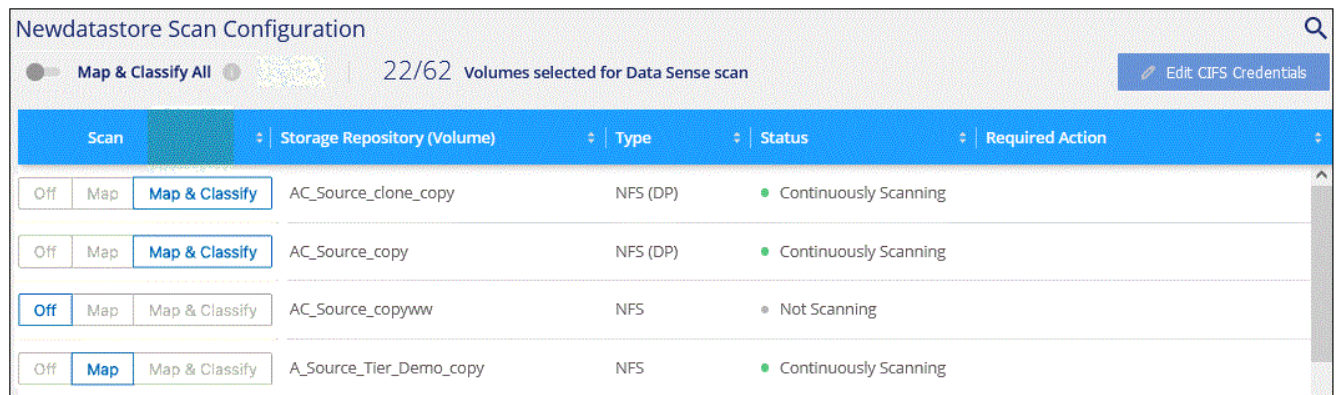 Newdatastore Scan Configuration
Map & Classify All 22/62 Volumes selected for Data Sense scan Edit CIFS Credentials
Scan Storage Repository (Volume) Type Status Required Action
Off Map Map & Classify AC_Source_clone_copy NFS (DP) Continuously Scanning
Off Map Map & Classify AC_Source_copy NFS (DP) Continuously Scanning
Off Map Map & Classify AC_Source_copyww NFS Not Scanning
Off Map Map & Classify A_Source_Tier_Demo_copy NFS Continuously Scanning